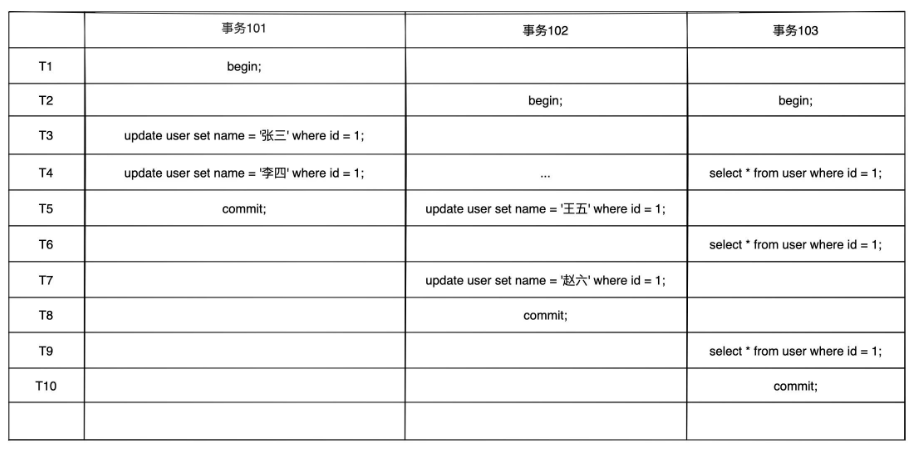 事务101 事务102 事务103
T1 begin;
T2 begin; begin;
T3 update user set name = '张三' where id = 1;
T4 update user set name = '李四' where id = 1; ... select * from user where id = 1;
T5 commit; update user set name = '王五' where id = 1;
T6 select * from user where id = 1;
T7 update user set name = '赵六' where id = 1;
T8 commit;
T9 select * from user where id = 1;
T10 commit;